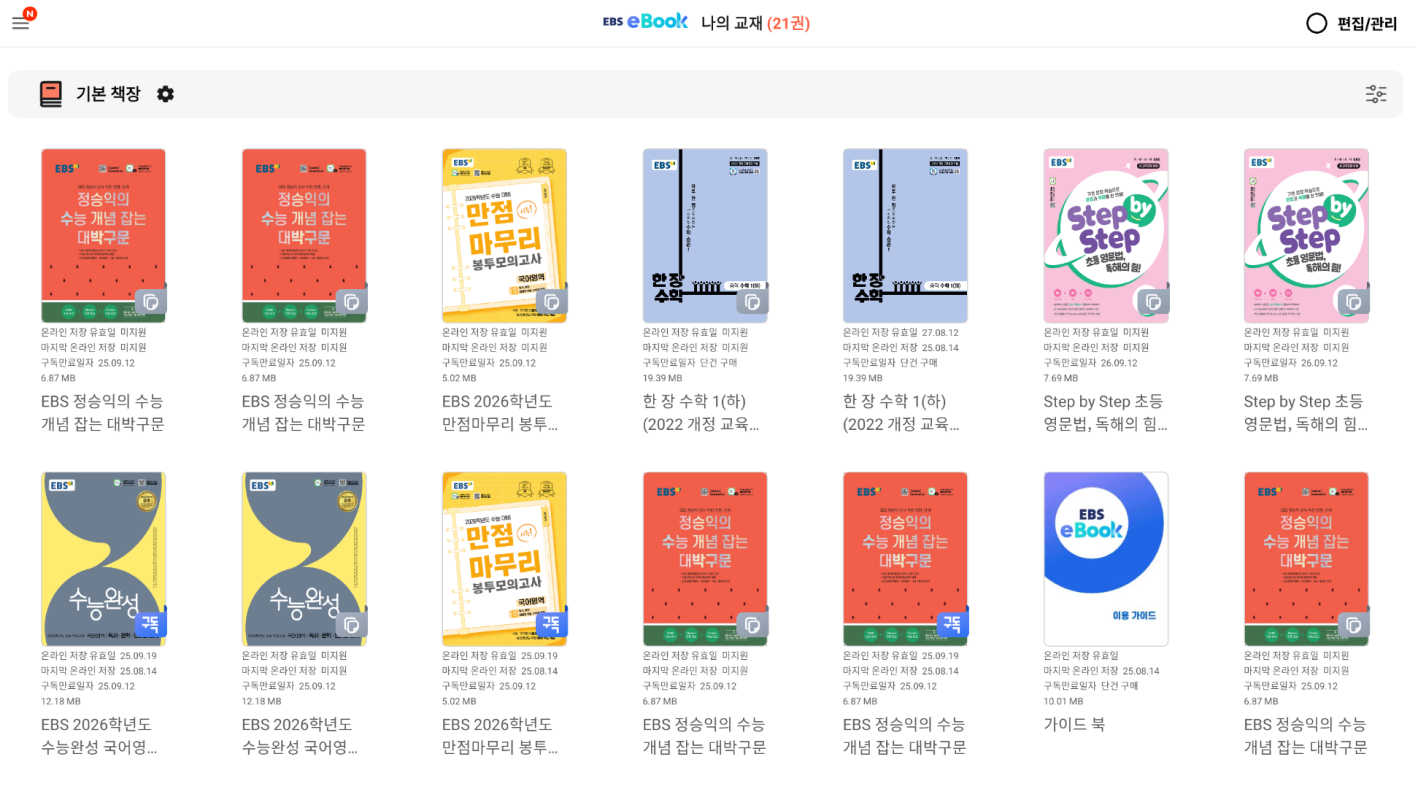 N
EBS eBook 나의 교재 (21권)
편집/관리
기본 책장
EBS
정승익의
수능 개념 잡는
대박구문
온라인 저장 유효일 미지원
마지막 온라인 저장 미지원
구독만료일자 25.09.12
6.87 MB
EBS 정승익의 수능
개념 잡는 대박구문
EBS
정승익의
수능 개념 잡는
대박구문
온라인 저장 유효일 미지원
마지막 온라인 저장 미지원
구독만료일자 25.09.12
6.87 MB
EBS 정승익의 수능
개념 잡는 대박구문
EBS
2026학년도 수능 대비
만점
마무리
봉투모의고사
국어영역
온라인 저장 유효일 미지원
마지막 온라인 저장 미지원
구독만료일자 25.09.12
5.02 MB
EBS 2026학년도
만점마무리 봉투...
EBS
한 장
수학
중학 수학 1(하)
온라인 저장 유효일 미지원
마지막 온라인 저장 미지원
구독만료일자 단건 구매
19.39 MB
한 장 수학 1(하)
(2022 개정 교육...
EBS
한 장
수학
중학 수학 1(하)
온라인 저장 유효일 27.08.12
마지막 온라인 저장 25.08.14
구독만료일자 단건 구매
19.39 MB
한 장 수학 1(하)
(2022 개정 교육...
EBS
Step by
Step
초등 영문법,
독해의 힘!
온라인 저장 유효일 미지원
마지막 온라인 저장 미지원
구독만료일자 26.09.12
7.69 MB
Step by Step 초등
영문법, 독해의 힘...
EBS
Step by
Step
초등 영문법,
독해의 힘!
온라인 저장 유효일 미지원
마지막 온라인 저장 미지원
구독만료일자 26.09.12
7.69 MB
Step by Step 초등
영문법, 독해의 힘...
EBS
수능완성
구독
온라인 저장 유효일 25.09.19
마지막 온라인 저장 25.08.14
구독만료일자 25.09.12
12.18 MB
EBS 2026학년도
수능완성 국어영...
EBS
수능완성
온라인 저장 유효일 미지원
마지막 온라인 저장 미지원
구독만료일자 25.09.12
12.18 MB
EBS 2026학년도
수능완성 국어영...
EBS
2026학년도 수능 대비
만점
마무리
봉투모의고사
국어영역
구독
온라인 저장 유효일 25.09.19
마지막 온라인 저장 25.08.14
구독만료일자 25.09.12
5.02 MB
EBS 2026학년도
만점마무리 봉투...
EBS
정승익의
수능 개념 잡는
대박구문
온라인 저장 유효일 미지원
마지막 온라인 저장 미지원
구독만료일자 25.09.12
6.87 MB
EBS 정승익의 수능
개념 잡는 대박구문
EBS
정승익의
수능 개념 잡는
대박구문
구독
온라인 저장 유효일 25.09.19
마지막 온라인 저장 25.08.14
구독만료일자 25.09.12
6.87 MB
EBS 정승익의 수능
개념 잡는 대박구문
EBS
eBook
이용 가이드
온라인 저장 유효일
마지막 온라인 저장 25.08.14
구독만료일자 단건 구매
10.01 MB
가이드 북
EBS
정승익의
수능 개념 잡는
대박구문
온라인 저장 유효일 미지원
마지막 온라인 저장 미지원
구독만료일자 25.09.12
6.87 MB
EBS 정승익의 수능
개념 잡는 대박구문